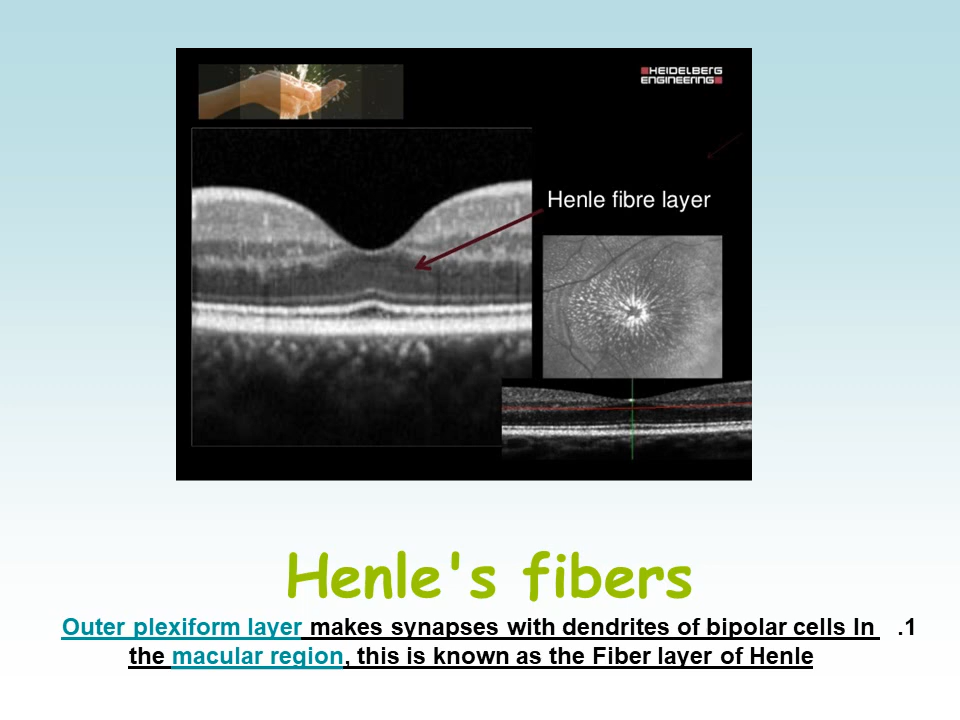 HEIDELBERG
ENGINEERING
Henle fibre layer
Henle's fibers
Outer plexiform layer makes synapses with dendrites of bipolar cells In .1
the macular region, this is known as the Fiber layer of Henle